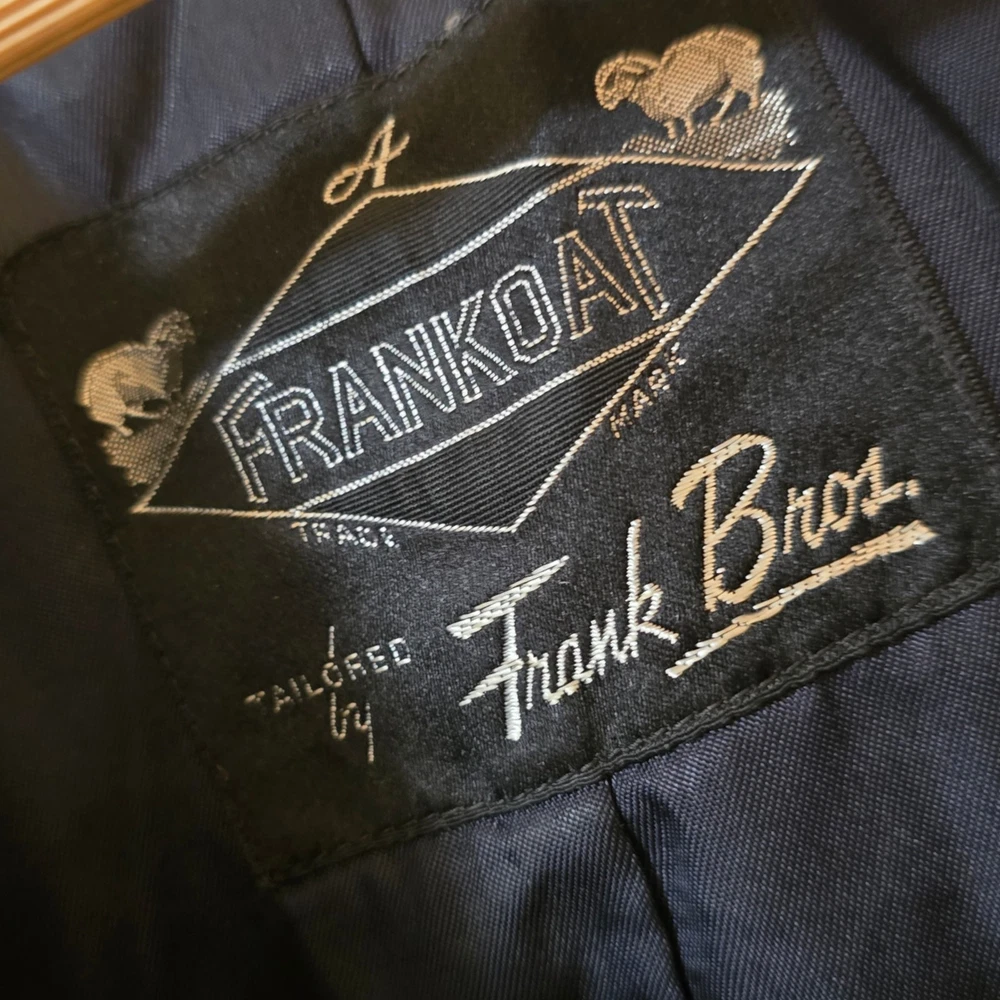 A
FRANKOAT
TRADE MARK
TAILORED
by
Frank Bros.